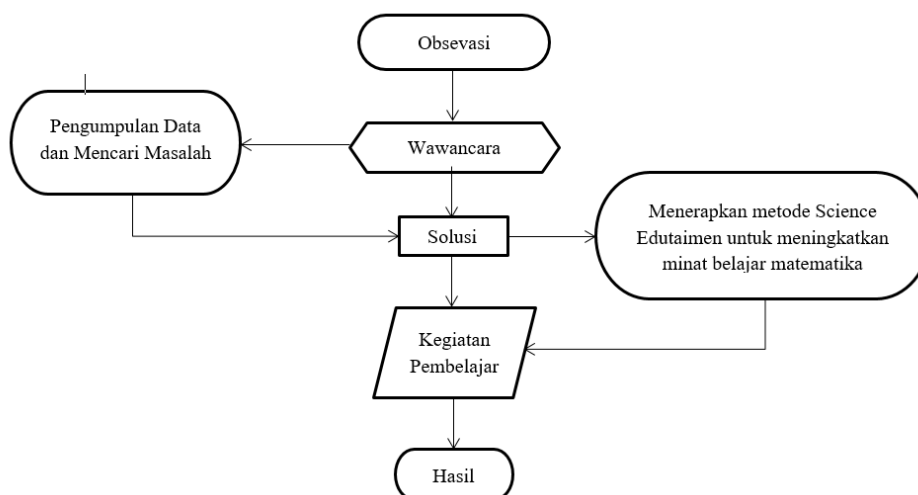 Obsevasi
Pengumpulan Data
dan Mencari Masalah
Wawancara
Solusi
Menerapkan metode Science
Edutaimen untuk meningkatkan
minat belajar matematika
Kegiatan
Pembelajar
Hasil